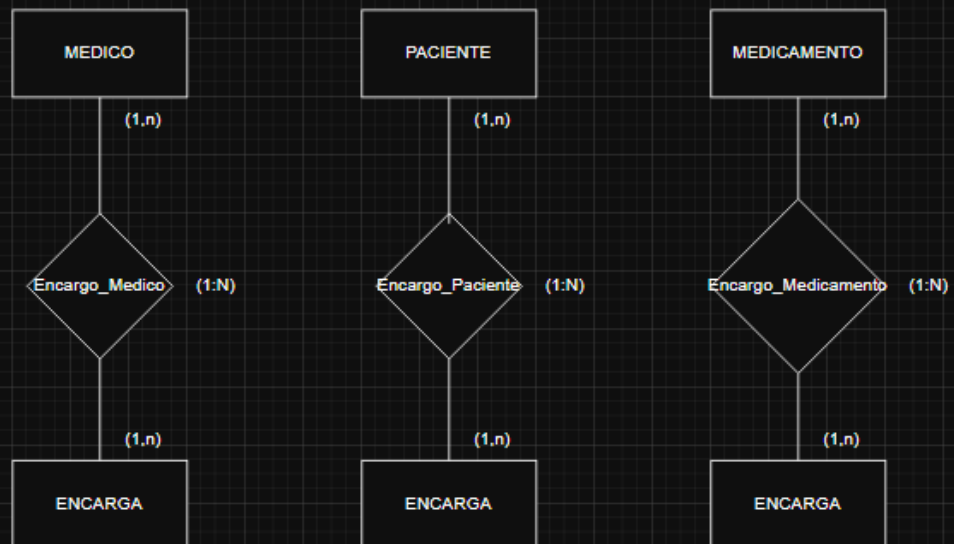 MEDICO
PACIENTE
MEDICAMENTO
(1,n)
(1,n)
(1,n)
Encargo_Medico
(1:N)
Encargo_Paciente
(1:N)
Encargo_Medicamento
(1:N)
(1,n)
(1,n)
(1,n)
ENCARGA
ENCARGA
ENCARGA